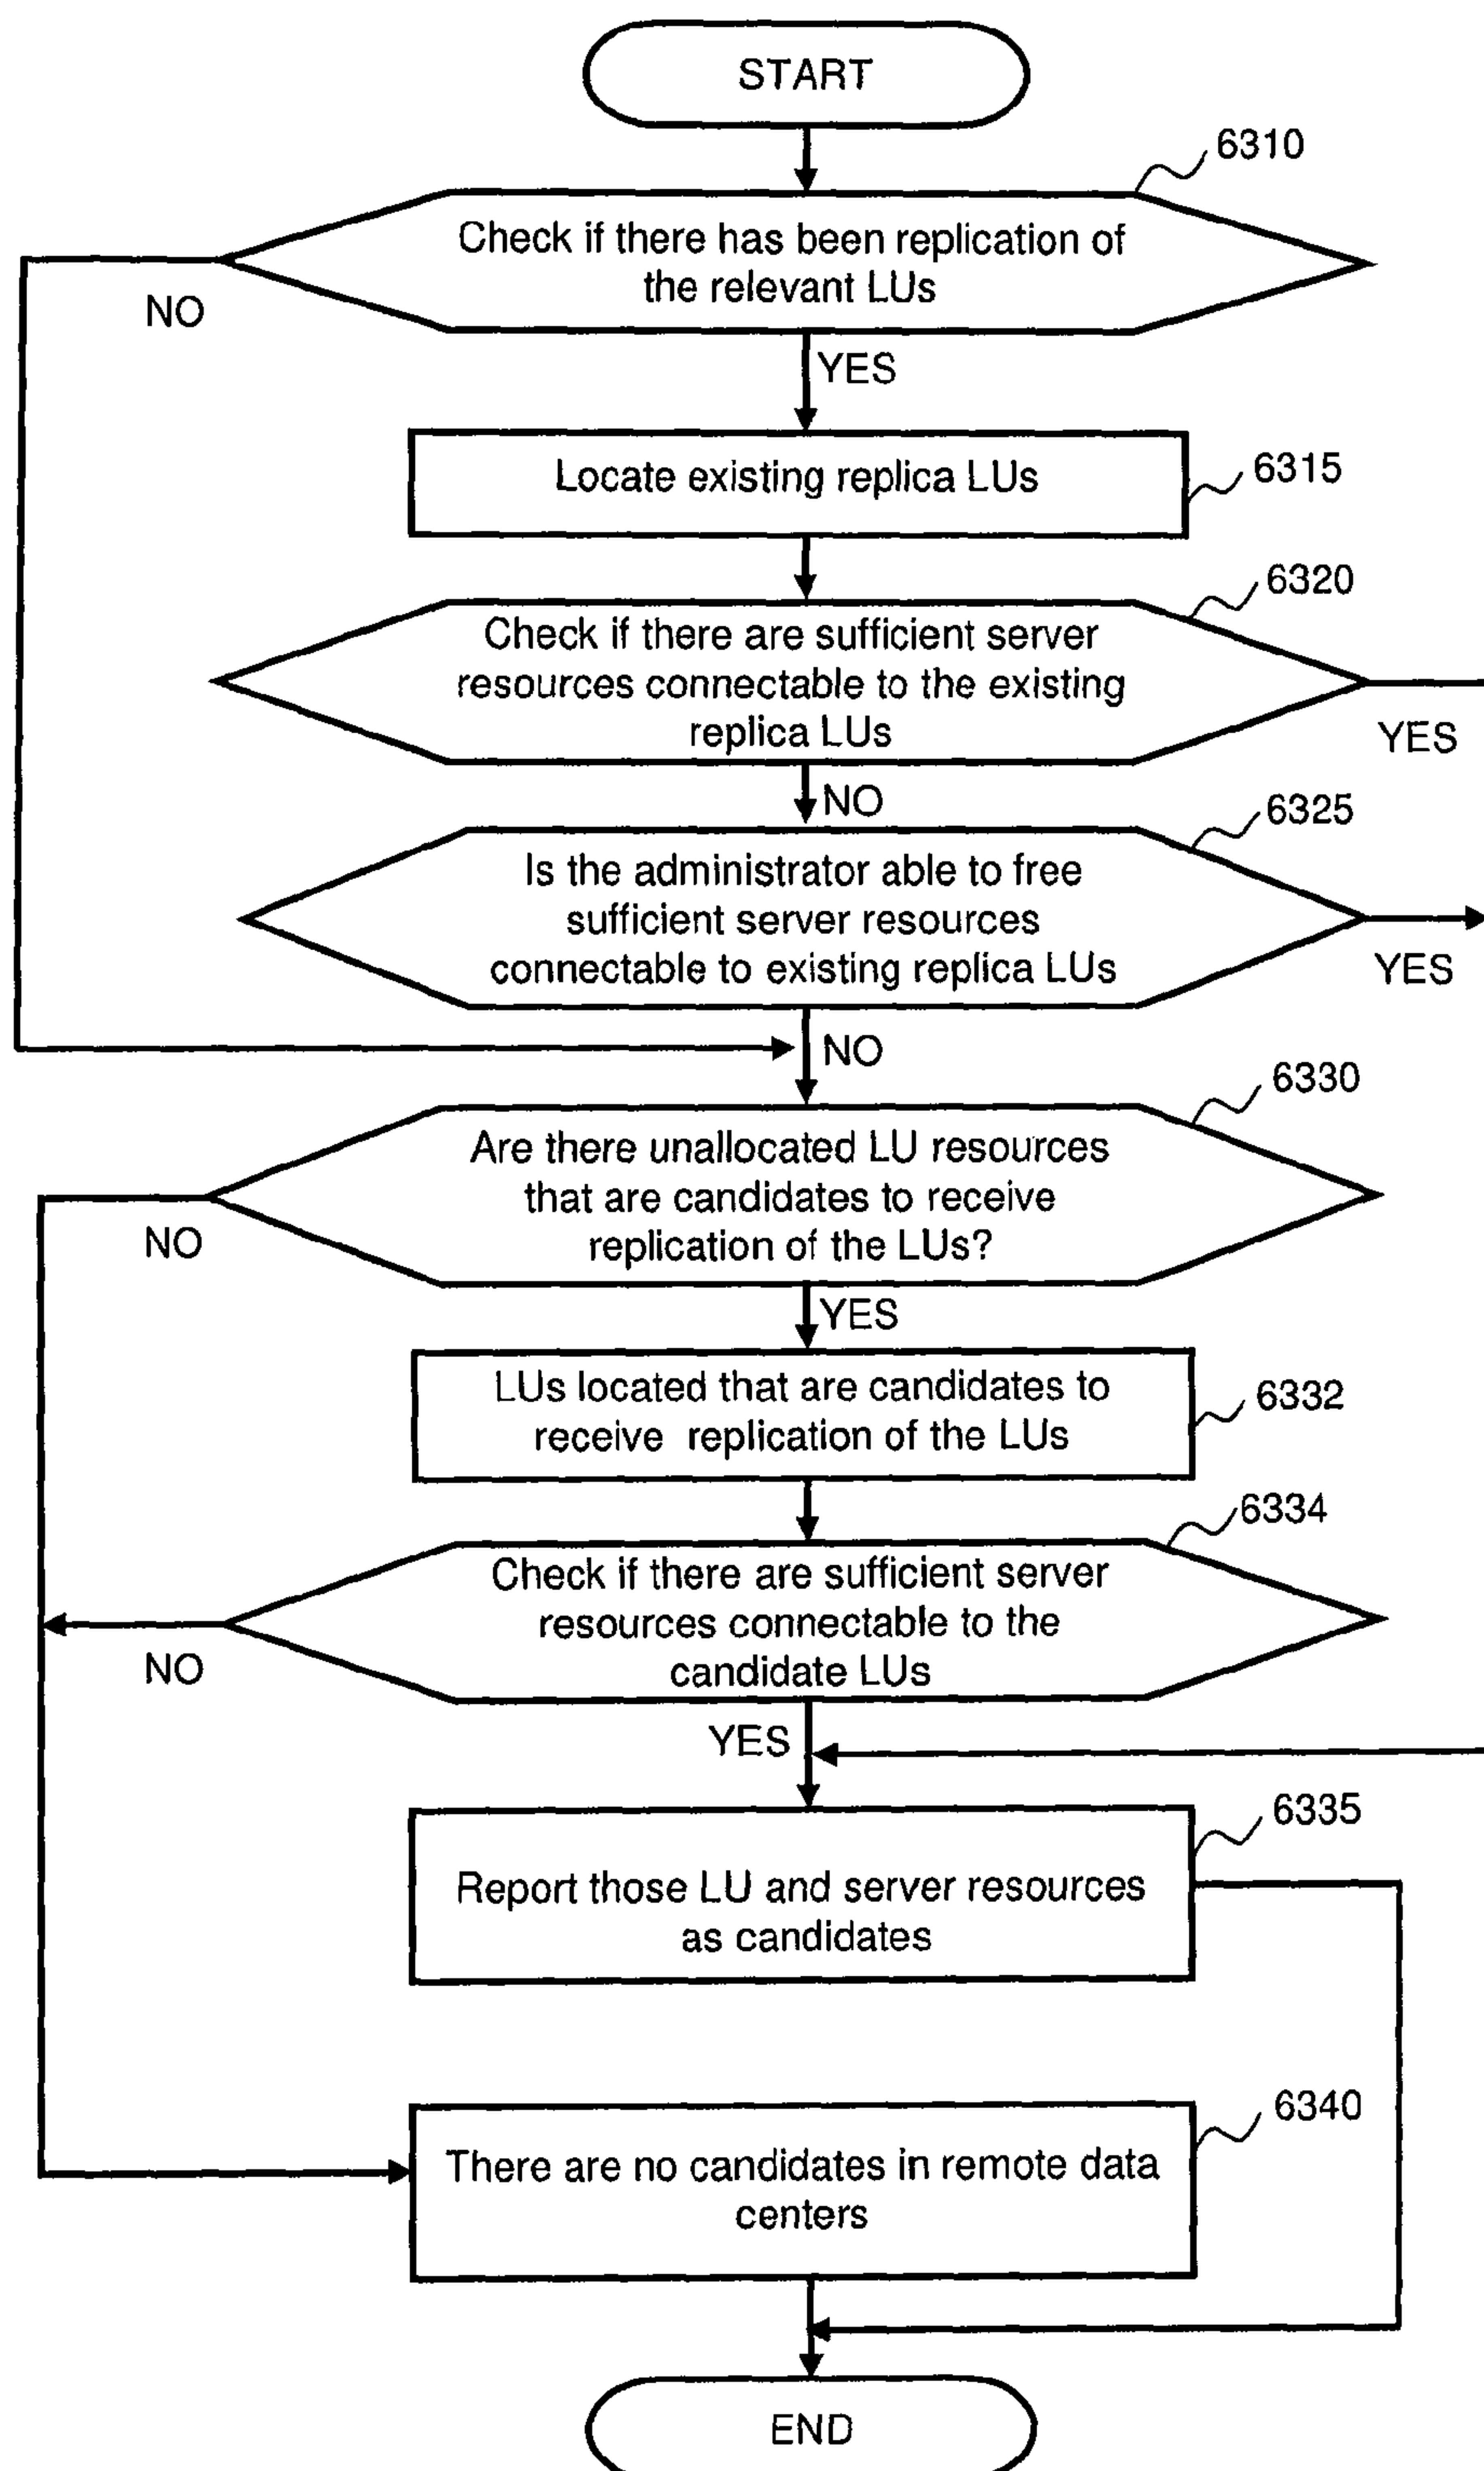 START
6310
Check if there has been replication of
the relevant LUs
NO
YES
Locate existing replica LUs
6315
6320
Check if there are sufficient server
resources connectable to the existing
replica LUs
YES
NO
6325
Is the administrator able to free
sufficient server resources
connectable to existing replica LUs
YES
NO
6330
Are there unallocated LU resources
that are candidates to receive
replication of the LUs?
NO
YES
LUs located that are candidates to
receive replication of the LUs
6332
6334
Check if there are sufficient server
resources connectable to the
candidate LUs
NO
YES
6335
Report those LU and server resources
as candidates
6340
There are no candidates in remote data
centers
END